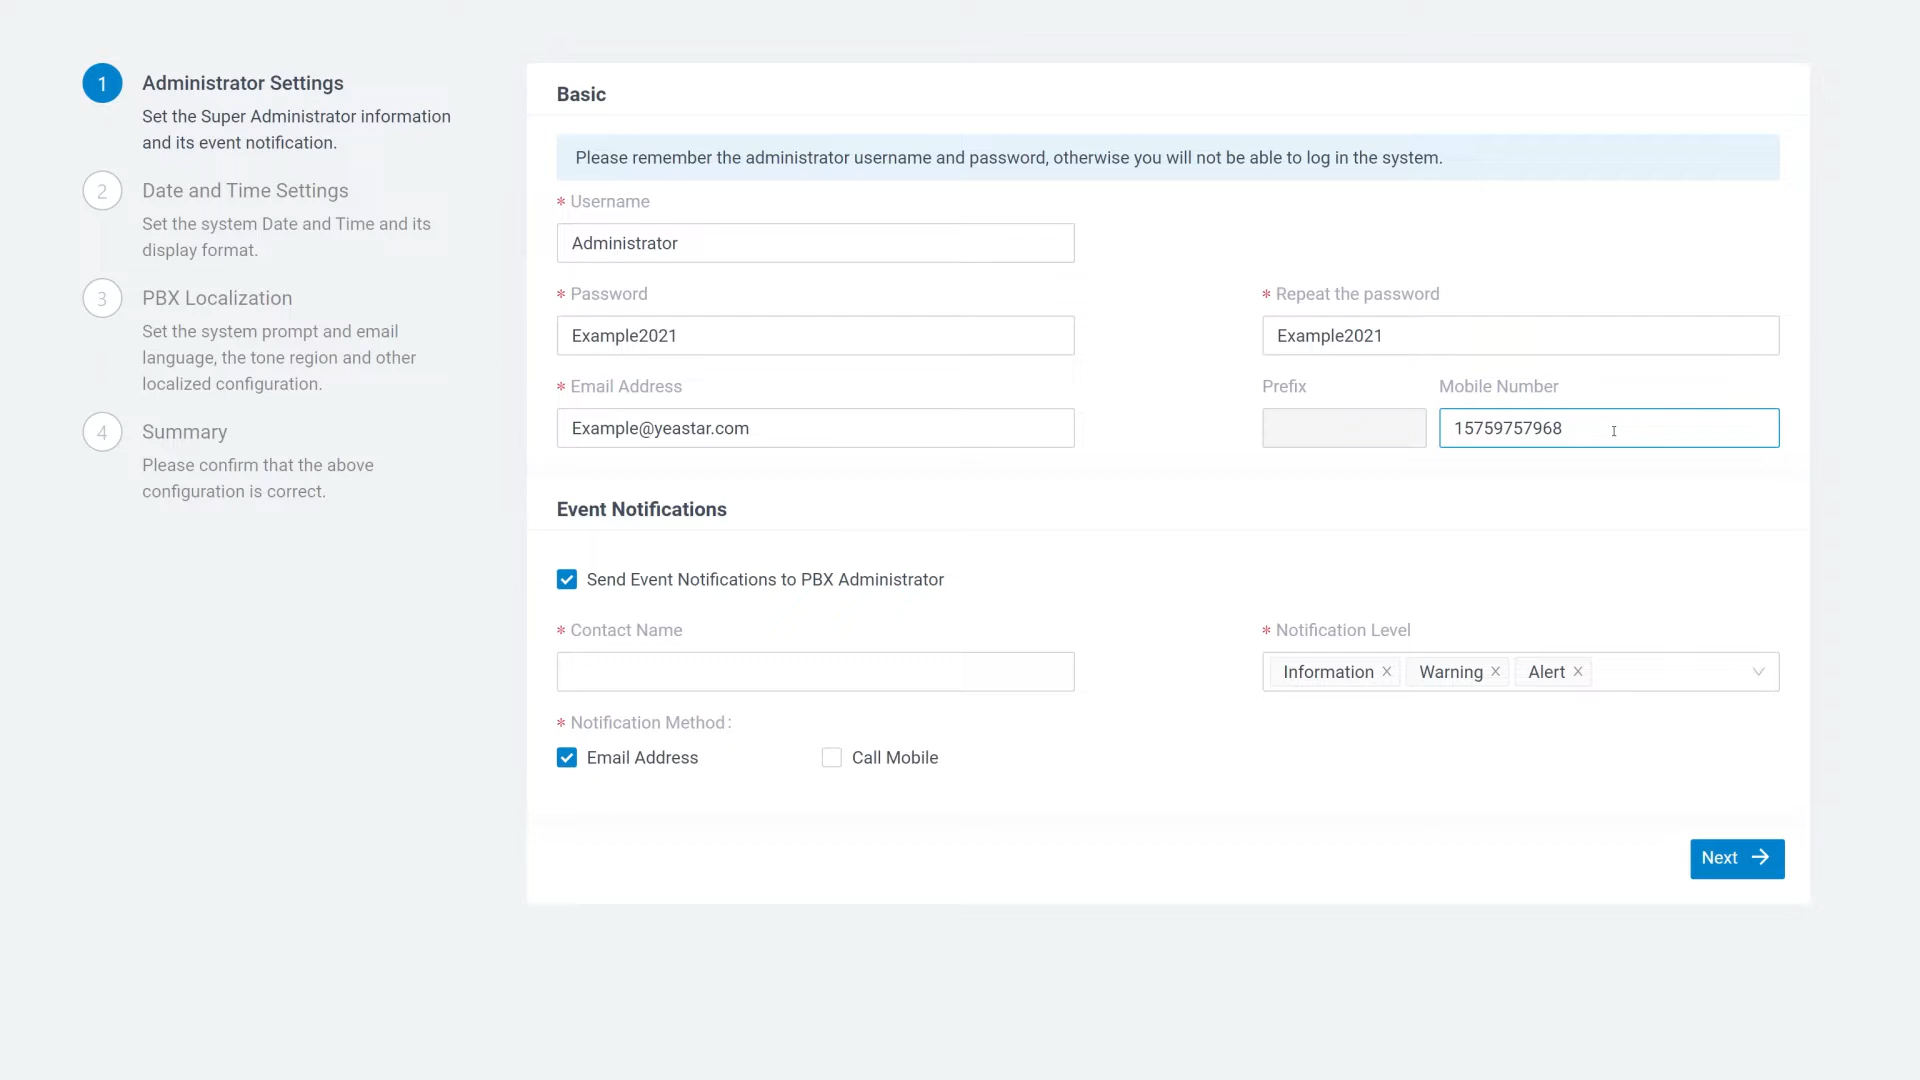 1
Administrator Settings
Set the Super Administrator information
and its event notification.
2
Date and Time Settings
Set the system Date and Time and its
display format.
3
PBX Localization
Set the system prompt and email
language, the tone region and other
localized configuration.
4
Summary
Please confirm that the above
configuration is correct.
Basic
Please remember the administrator username and password, otherwise you will not be able to log in the system.
* Username
Administrator
* Password
* Repeat the password
Example2021
Example2021
* Email Address
Prefix
Mobile Number
Example@yeastar.com
15759757968
Event Notifications
Send Event Notifications to PBX Administrator
* Contact Name
* Notification Level
Information
Warning
Alert
* Notification Method:
Email Address
Call Mobile
Next